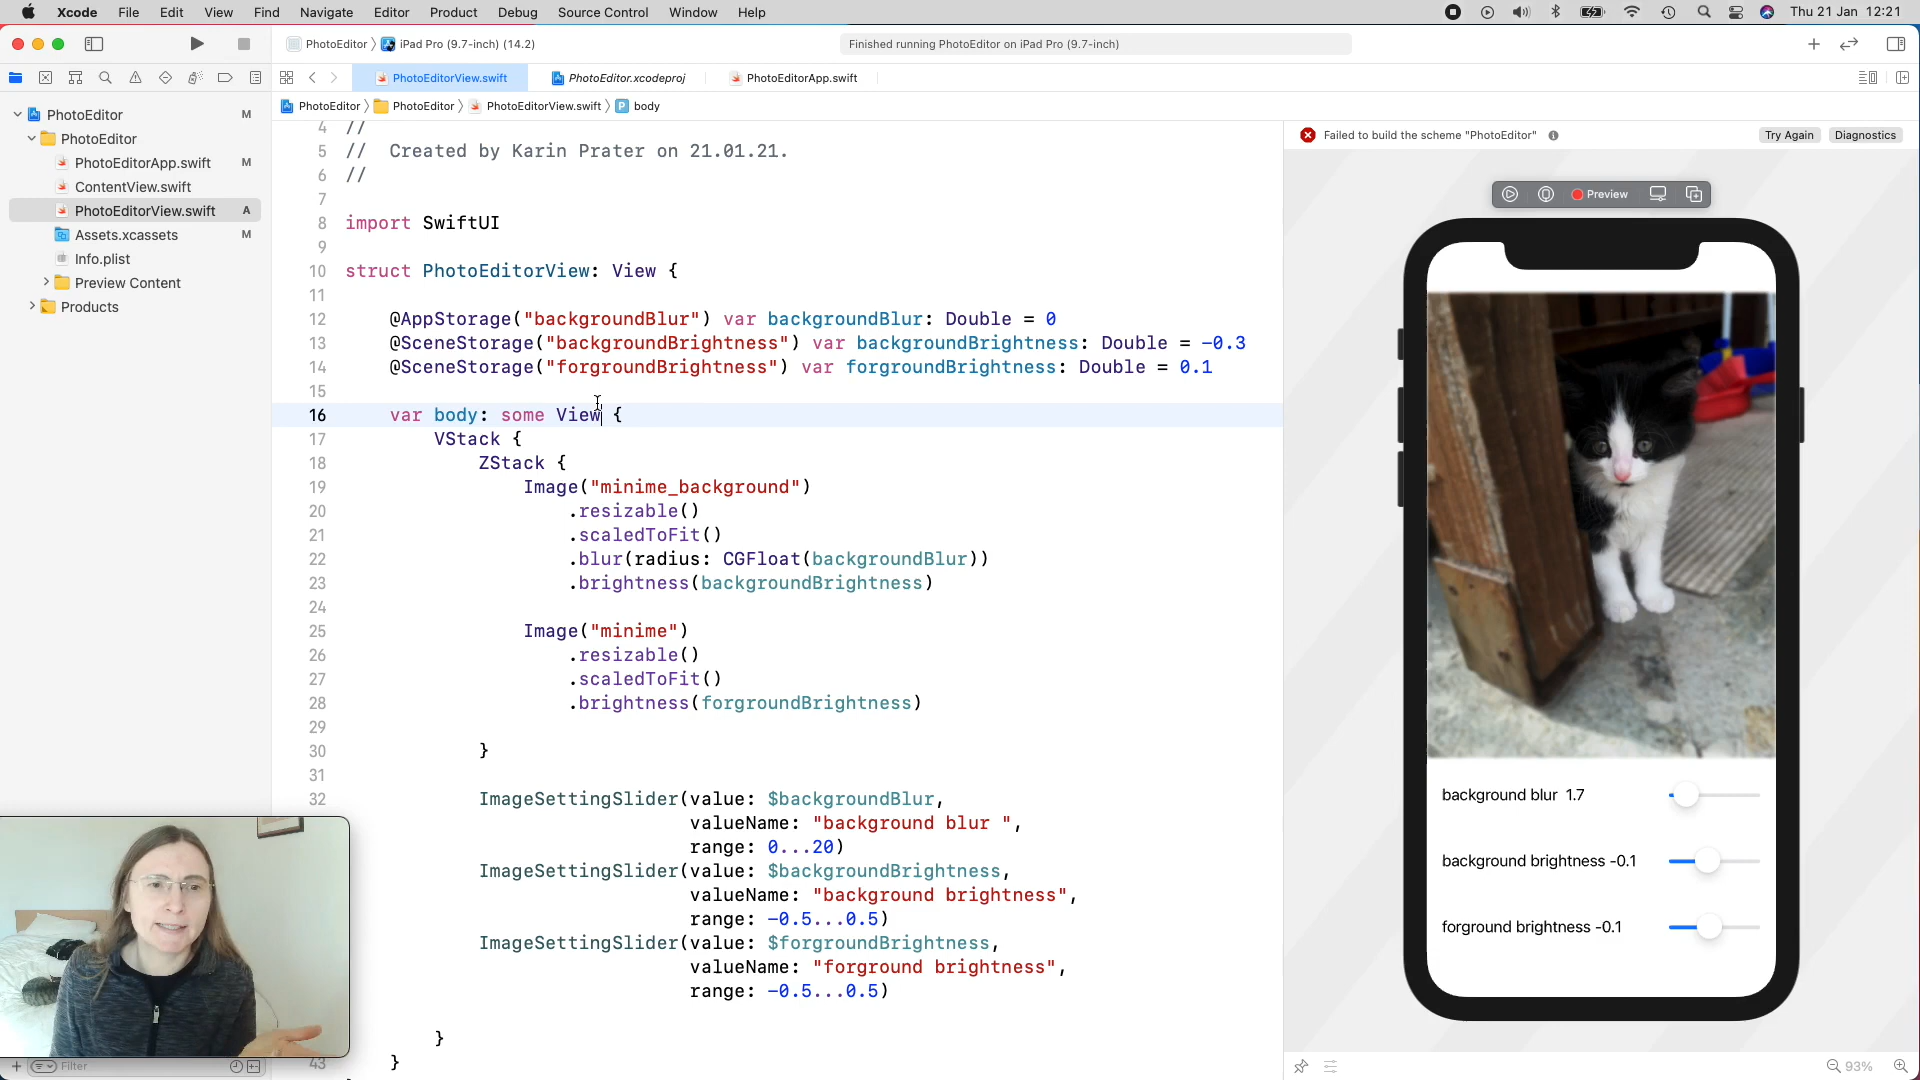 Xcode File Edit View Find Navigate Editor Product Debug Source Control Window Help Thu 21 Jan 12:21
PhotoEditor iPad Pro (9.7-inch) (14.2) Finished running PhotoEditor on iPad Pro (9.7-inch)
PhotoEditorView.swift PhotoEditor.xcodeproj PhotoEditorApp.swift
PhotoEditor PhotoEditor PhotoEditorView.swift P body
PhotoEditor M
PhotoEditor
PhotoEditorApp.swift M
ContentView.swift
PhotoEditorView.swift A
Assets.xcassets M
Info.plist
Preview Content
Products
Filter
4 //
5 // Created by Karin Prater on 21.01.21.
6 //
7
8 import SwiftUI
9
10 struct PhotoEditorView: View {
11
12 @AppStorage("backgroundBlur") var backgroundBlur: Double = 0
13 @SceneStorage("backgroundBrightness") var backgroundBrightness: Double = -0.3
14 @SceneStorage("forgroundBrightness") var forgroundBrightness: Double = 0.1
15
16 var body: some View {
17 VStack {
18 ZStack {
19 Image("minime_background")
20 .resizable()
21 .scaledToFit()
22 .blur(radius: CGFloat(backgroundBlur))
23 .brightness(backgroundBrightness)
24
25 Image("minime")
26 .resizable()
27 .scaledToFit()
28 .brightness(forgroundBrightness)
29
30 }
31
32 ImageSettingSlider(value: $backgroundBlur,
valueName: "background blur ",
range: 0...20)
ImageSettingSlider(value: $backgroundBrightness,
valueName: "background brightness",
range: -0.5...0.5)
ImageSettingSlider(value: $forgroundBrightness,
valueName: "forground brightness",
range: -0.5...0.5)
}
43 }
Failed to build the scheme "PhotoEditor" Try Again Diagnostics
Preview
background blur 1.7
background brightness -0.1
forground brightness -0.1
93%